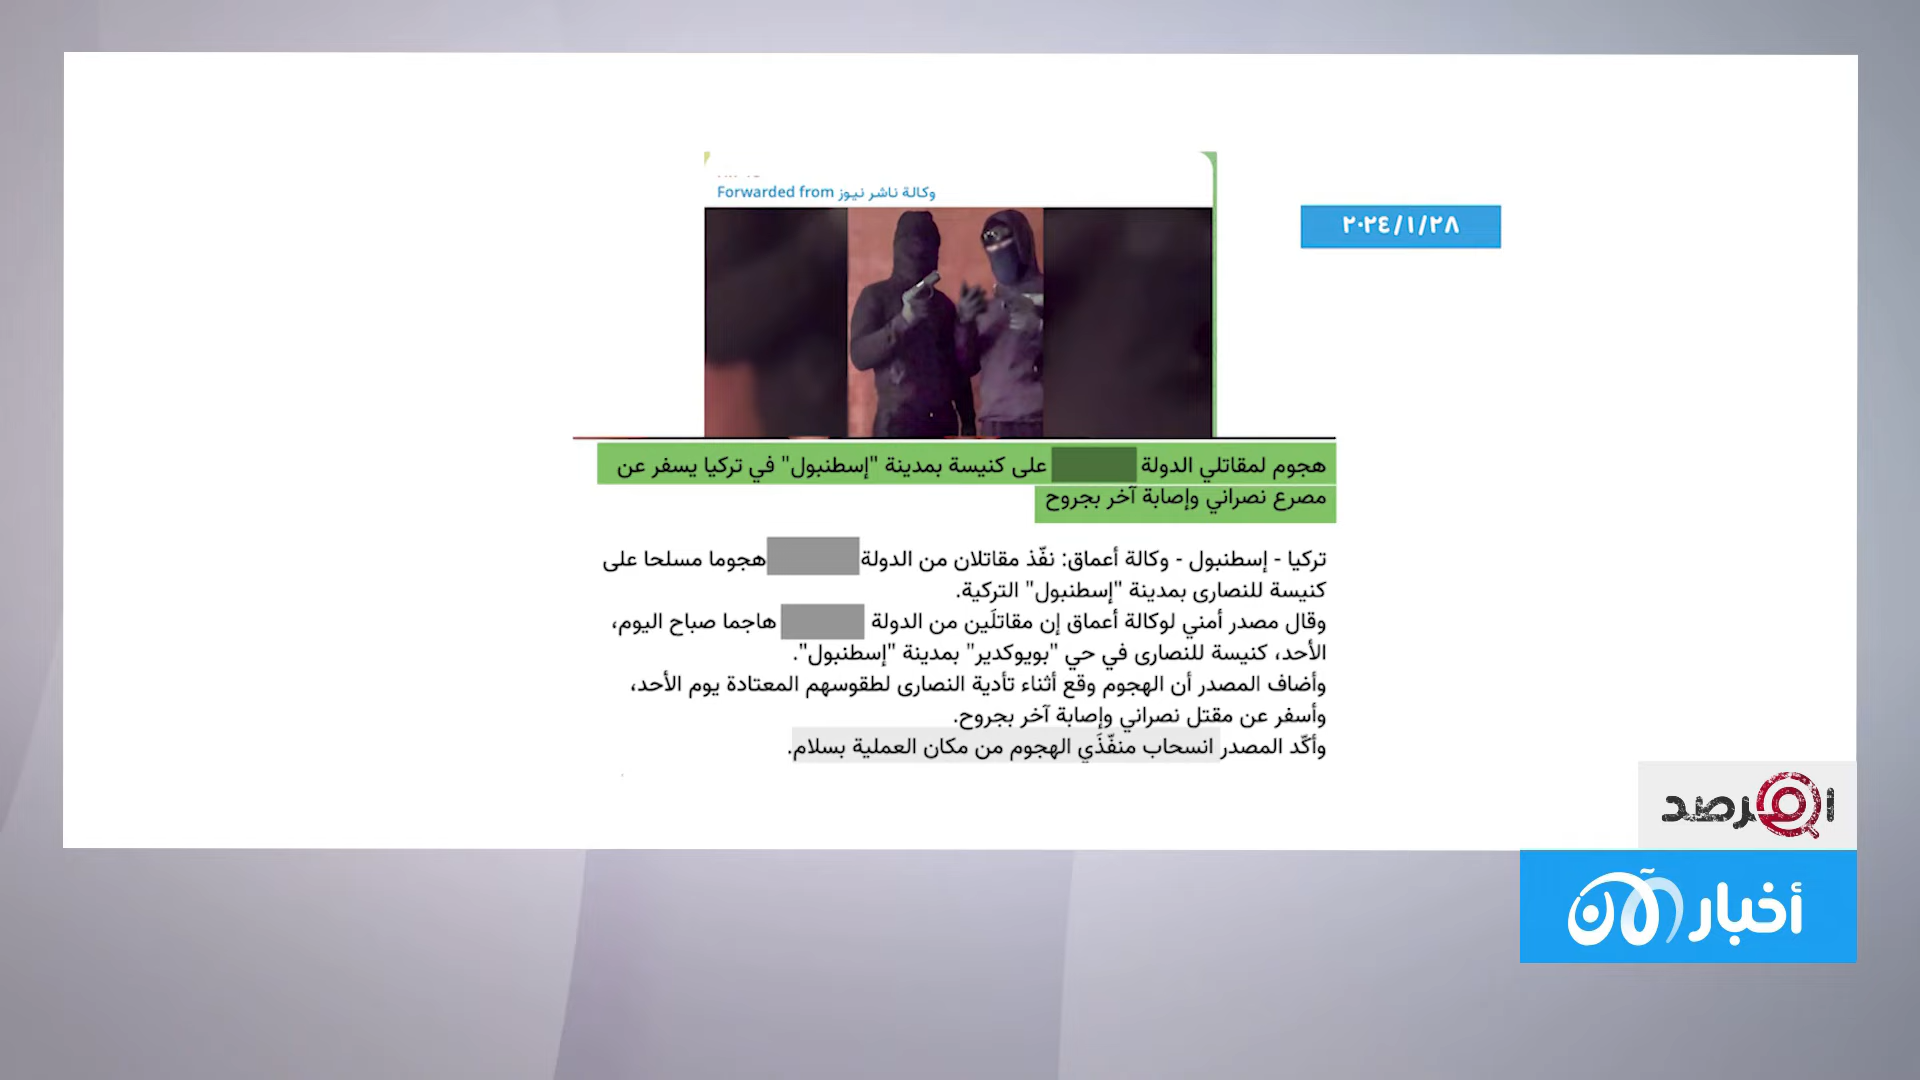 Forwarded from وكالة ناشر نيوز
٢٠٢٤/١/٢٨
هجوم لمقاتلي الدولة على كنيسة بمدينة "إسطنبول" في تركيا يسفر عن
مصرع نصراني وإصابة آخر بجروح
تركيا - إسطنبول - وكالة أعماق: نفّذ مقاتلان من الدولة هجوما مسلحا على
كنيسة للنصارى بمدينة "إسطنبول" التركية.
وقال مصدر أمني لوكالة أعماق إن مقاتلَين من الدولة هاجما صباح اليوم،
الأحد، كنيسة للنصارى في حي "بويوكدير" بمدينة "إسطنبول".
وأضاف المصدر أن الهجوم وقع أثناء تأدية النصارى لطقوسهم المعتادة يوم الأحد،
وأسفر عن مقتل نصراني وإصابة آخر بجروح.
وأكّد المصدر انسحاب منفّذَي الهجوم من مكان العملية بسلام.
المرصد
أخبار الآن